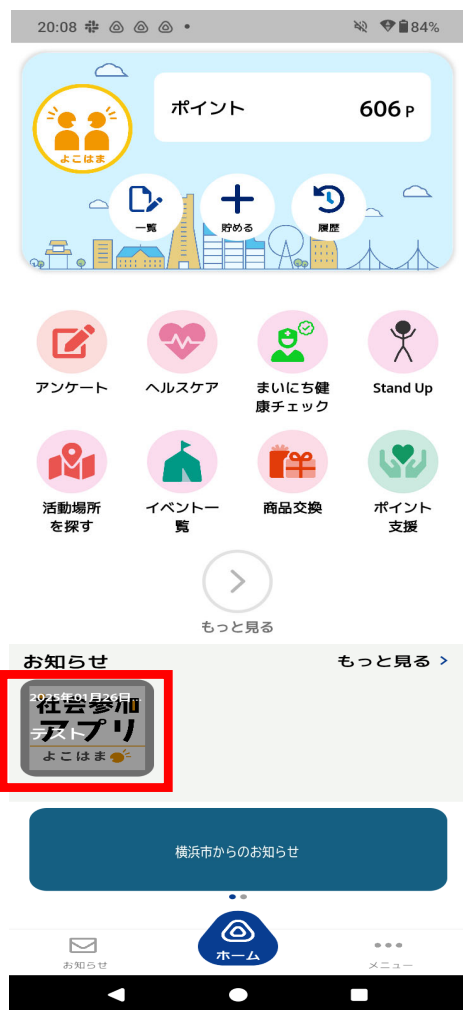 20:08
84%
よこはま
ポイント
606 P
一覧
貯める
履歴
アンケート
ヘルスケア
まいにち健
康チェック
Stand Up
活動場所
を探す
イベント一
覧
商品交換
ポイント
支援
もっと見る
お知らせ
もっと見る
2025年01月26日...
社会参加
テスト
アプリ
よこはま
横浜市からのお知らせ
お知らせ
ホーム
メニュー